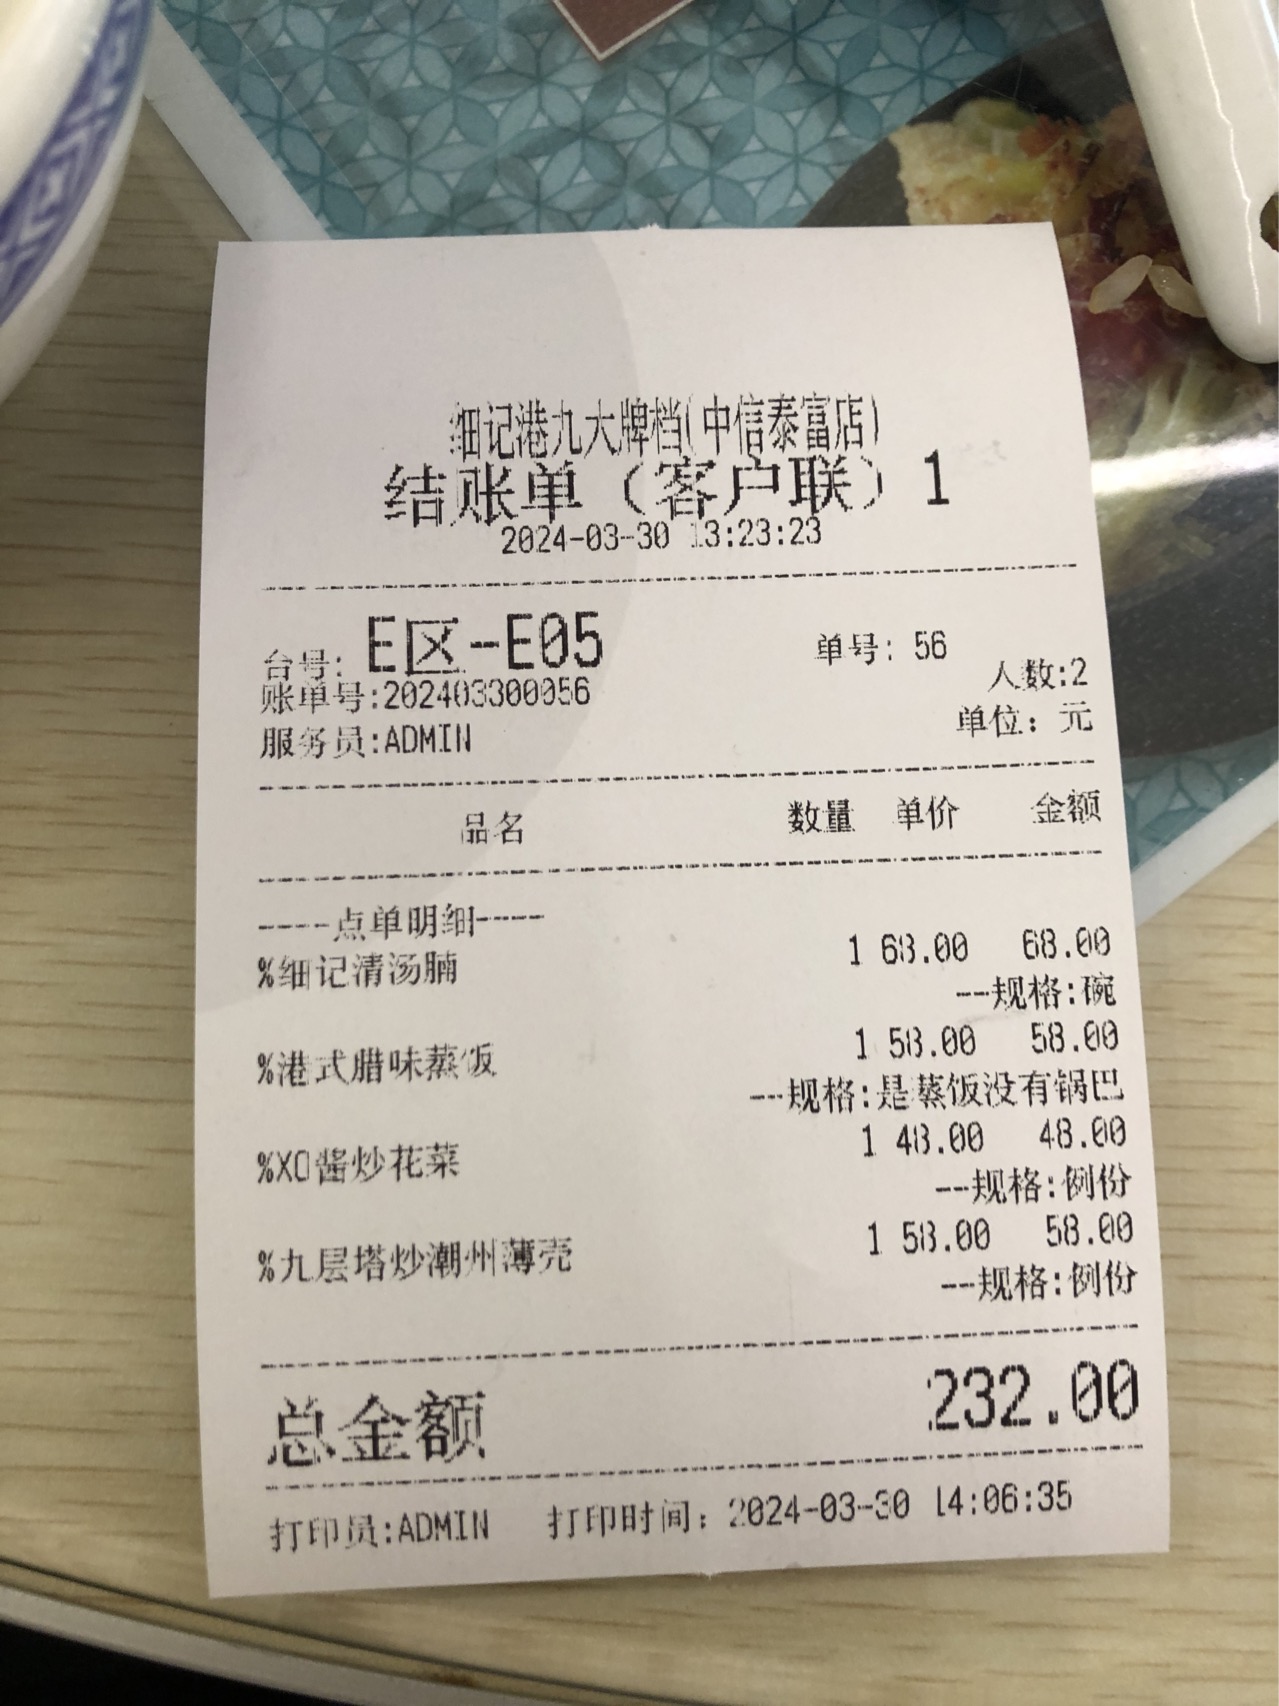 细记港九大牌档(中信泰富店)
结账单（客户联）1
2024-03-30 13:23:23
台号: E区-E05 单号: 56
人数:2
账单号:202403300056
单位: 元
服务员:ADMIN
品名 数量 单价 金额
----点单明细----
%细记清汤腩 1 68.00 68.00
--规格:碗
%港式腊味蒸饭 1 58.00 58.00
--规格:是蒸饭没有锅巴
%XO酱炒花菜 1 48.00 48.00
--规格:例份
%九层塔炒潮州薄壳 1 58.00 58.00
--规格:例份
总金额 232.00
打印员:ADMIN 打印时间: 2024-03-30 14:06:35